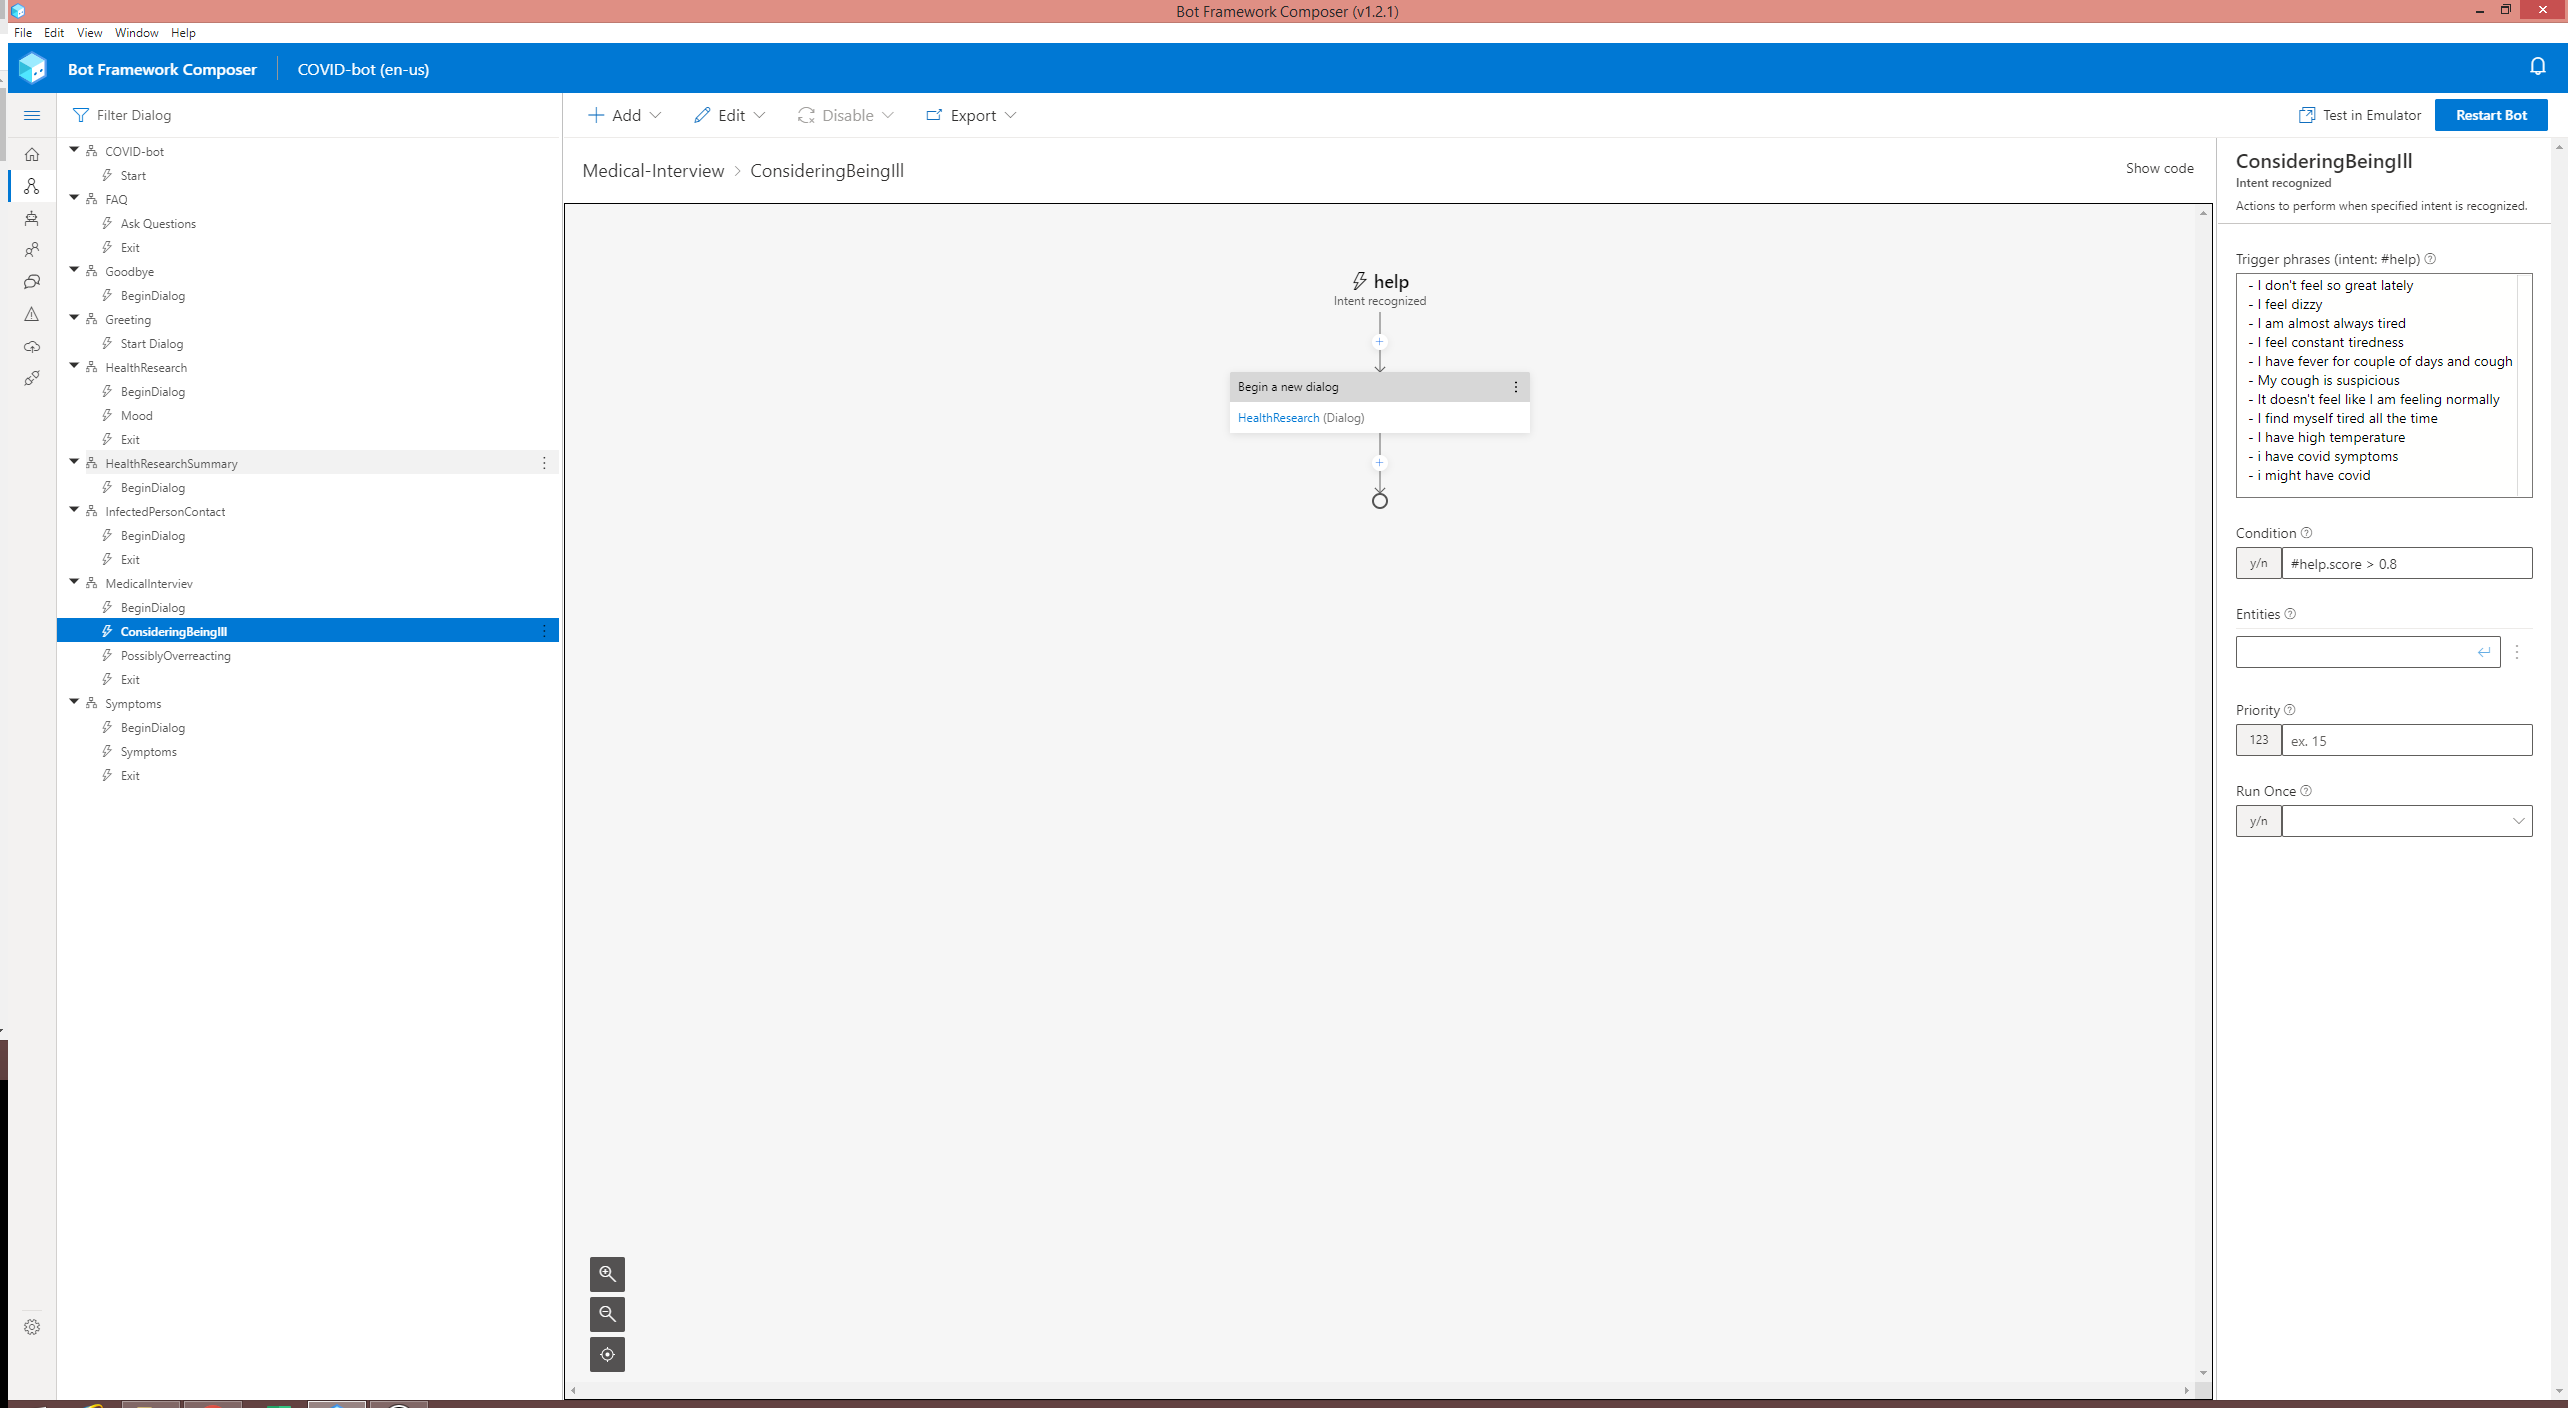 Bot Framework Composer (v1.2.1)
File Edit View Window Help
Bot Framework Composer COVID-bot (en-us)
Filter Dialog
Add Edit Disable Export
Test in Emulator Restart Bot
COVID-bot
Start
FAQ
Ask Questions
Exit
Goodbye
BeginDialog
Greeting
Start Dialog
HealthResearch
BeginDialog
Mood
Exit
HealthResearchSummary
BeginDialog
InfectedPersonContact
BeginDialog
Exit
MedicalInterviev
BeginDialog
ConsideringBeingIll
PossiblyOverreacting
Exit
Symptoms
BeginDialog
Symptoms
Exit
Medical-Interview > ConsideringBeingIll
Show code
help
Intent recognized
Begin a new dialog
HealthResearch (Dialog)
ConsideringBeingIll
Intent recognized
Actions to perform when specified intent is recognized.
Trigger phrases (intent: #help)
- I don't feel so great lately
- I feel dizzy
- I am almost always tired
- I feel constant tiredness
- I have fever for couple of days and cough
- My cough is suspicious
- It doesn't feel like I am feeling normally
- I find myself tired all the time
- I have high temperature
- i have covid symptoms
- i might have covid
Condition
y/n #help.score > 0.8
Entities
Priority
123 ex. 15
Run Once
y/n